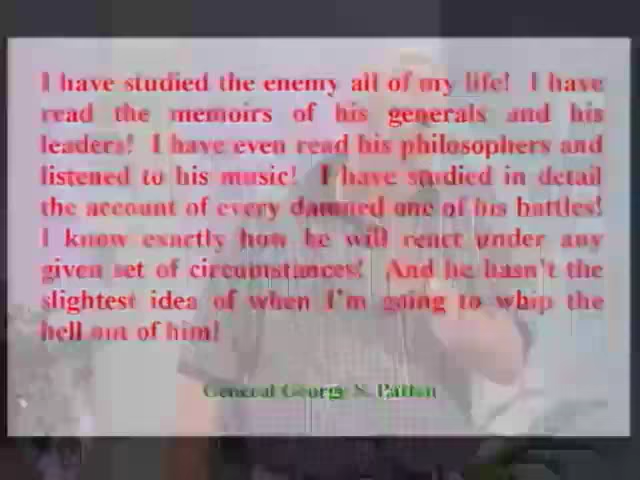 I have studied the enemy all of my life! I have
read the memoirs of his generals and his
leaders! I have even read his philosophers and
listened to his music! I have studied in detail
the account of every damned one of his battles!
I know exactly how he will react under any
given set of circumstances! And he hasn't the
slightest idea of when I'm going to whip the
hell out of him!
General George S. Patton